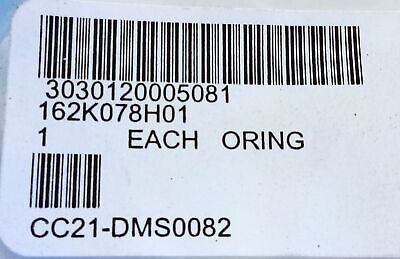 3030120005081
162K078H01
1 EACH ORING
CC21-DMS0082